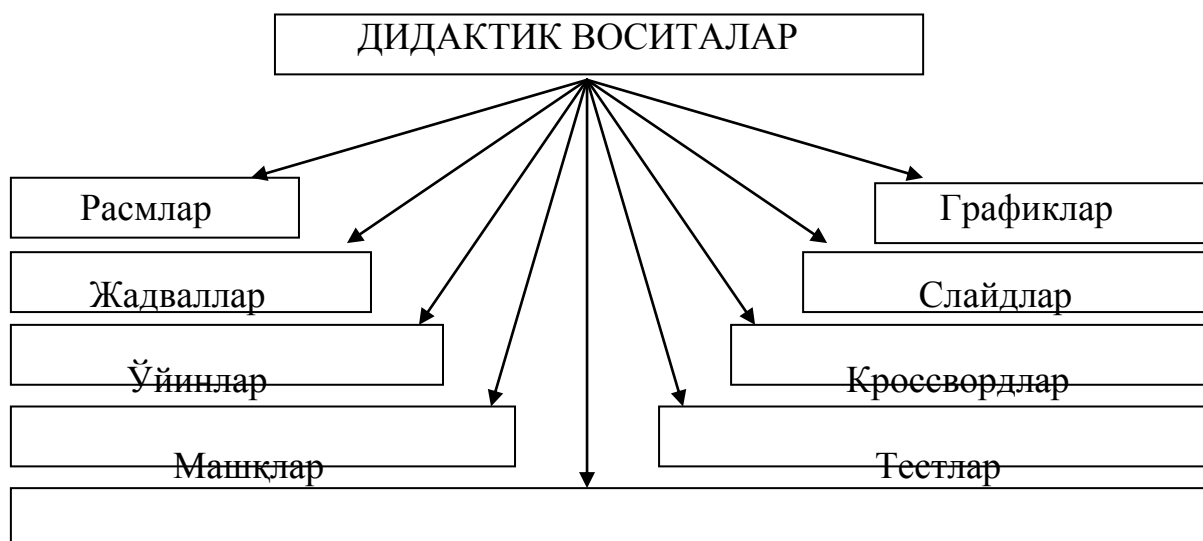 ДИДАКТИК ВОСИТАЛАР
Расмлар
Графиклар
Жадваллар
Слайдлар
Ўйинлар
Кроссвордлар
Машқлар
Тестлар